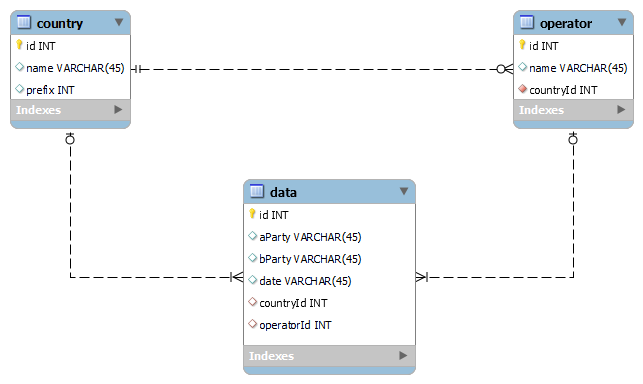 country
id INT
name VARCHAR(45)
prefix INT
Indexes
operator
id INT
name VARCHAR(45)
countryId INT
Indexes
data
id INT
aParty VARCHAR(45)
bParty VARCHAR(45)
date VARCHAR(45)
countryId INT
operatorId INT
Indexes